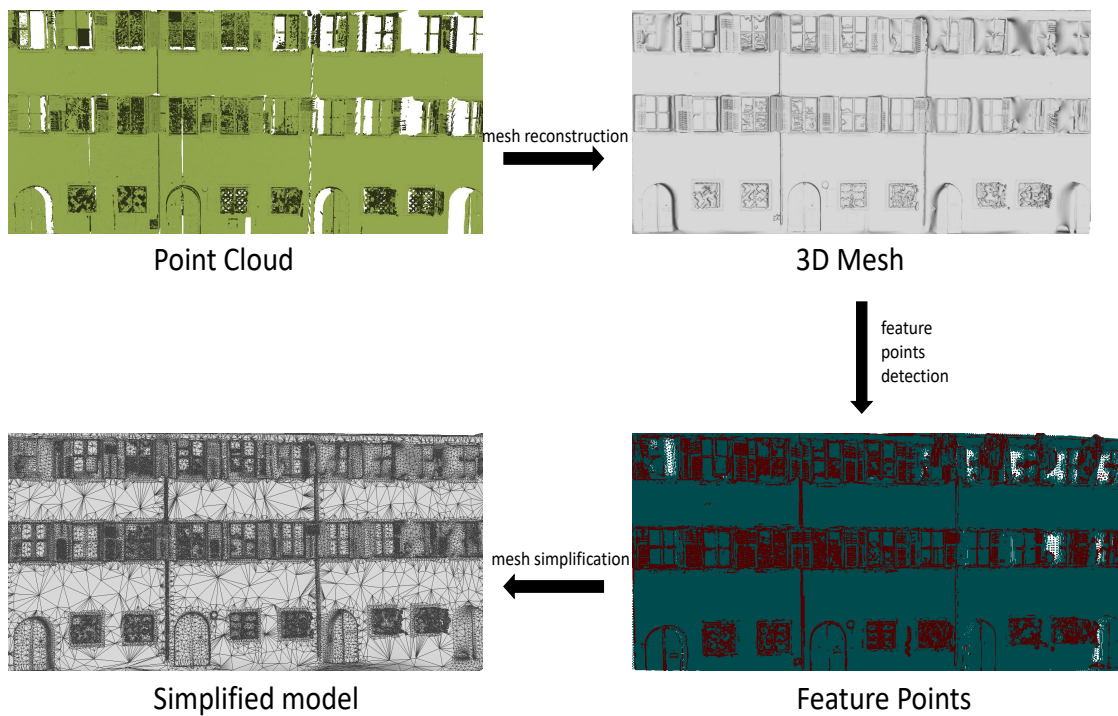 mesh reconstruction
Point Cloud
3D Mesh
feature
points
detection
mesh simplification
Simplified model
Feature Points